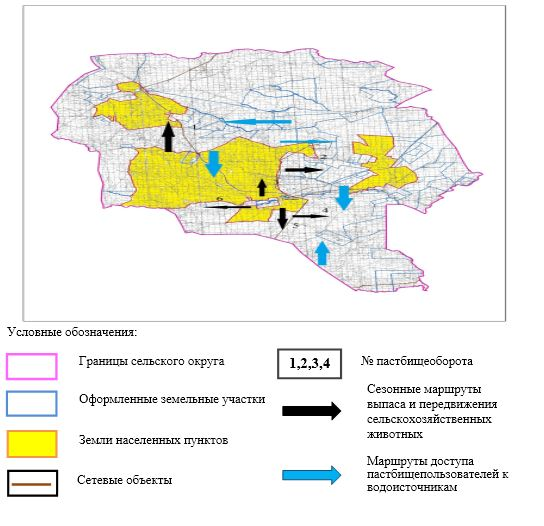 1
2
3
6
4
5
Условные обозначения:
Границы сельского округа
Оформленные земельные участки
Земли населенных пунктов
Сетевые объекты
1,2,3,4
№ пастбищеоборота
Сезонные маршруты
выпаса и передвижения
сельскохозяйственных
животных
Маршруты доступа
пастбищепользователей к
водоисточникам